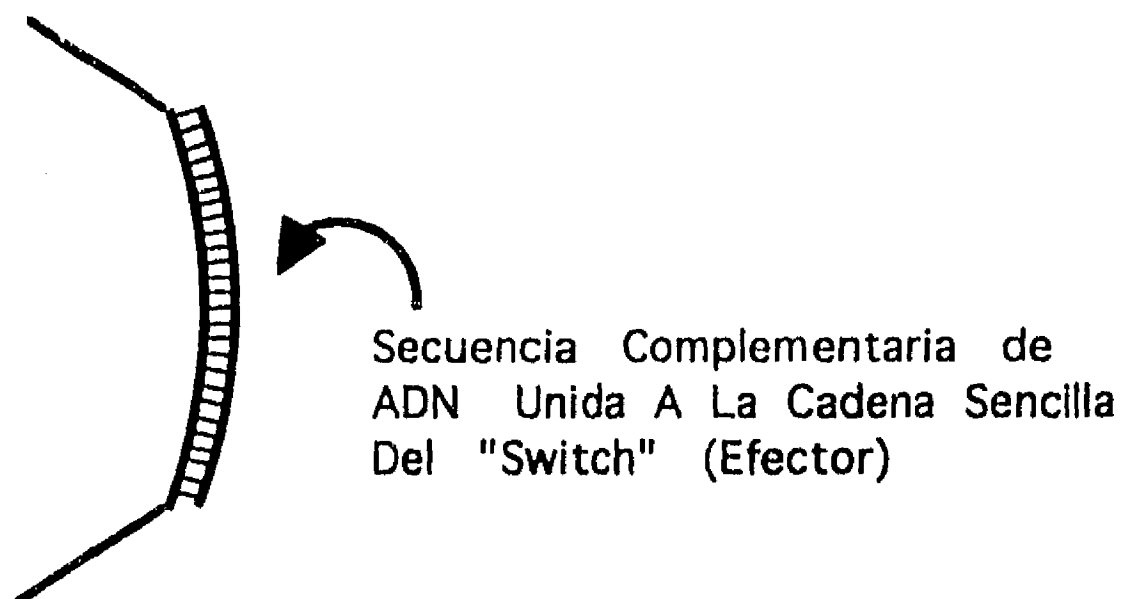 Secuencia Complementaria de
ADN Unida A La Cadena Sencilla
Del "Switch" (Efector)